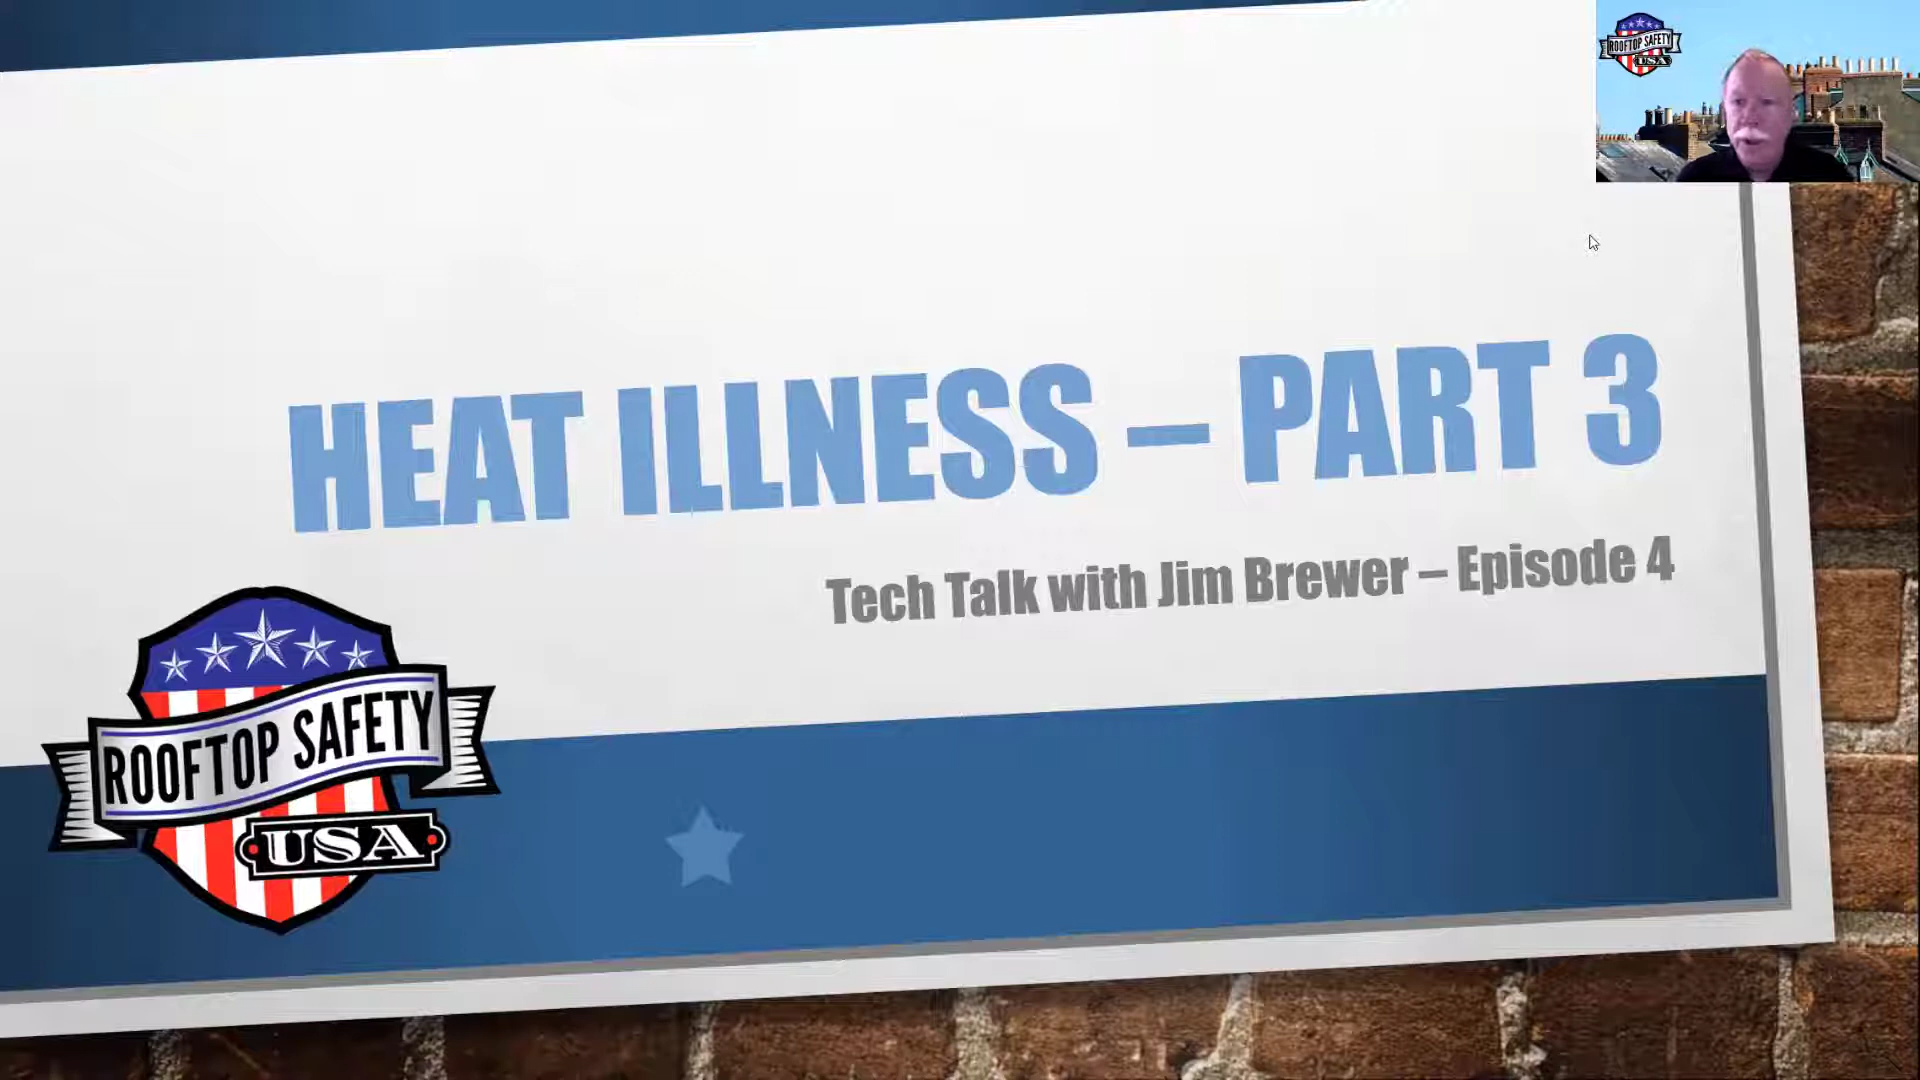 ROOFTOP SAFETY
USA
HEAT ILLNESS – PART 3
Tech Talk with Jim Brewer – Episode 4
ROOFTOP SAFETY
USA